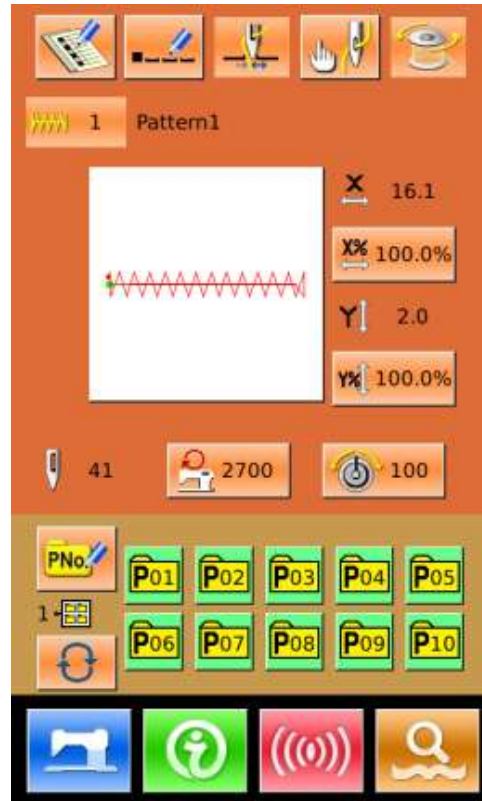 1 Pattern1
X 16.1
X% 100.0%
Y 2.0
Y% 100.0%
41 2700 100
PNo.
P01 P02 P03 P04 P05
1
P06 P07 P08 P09 P10